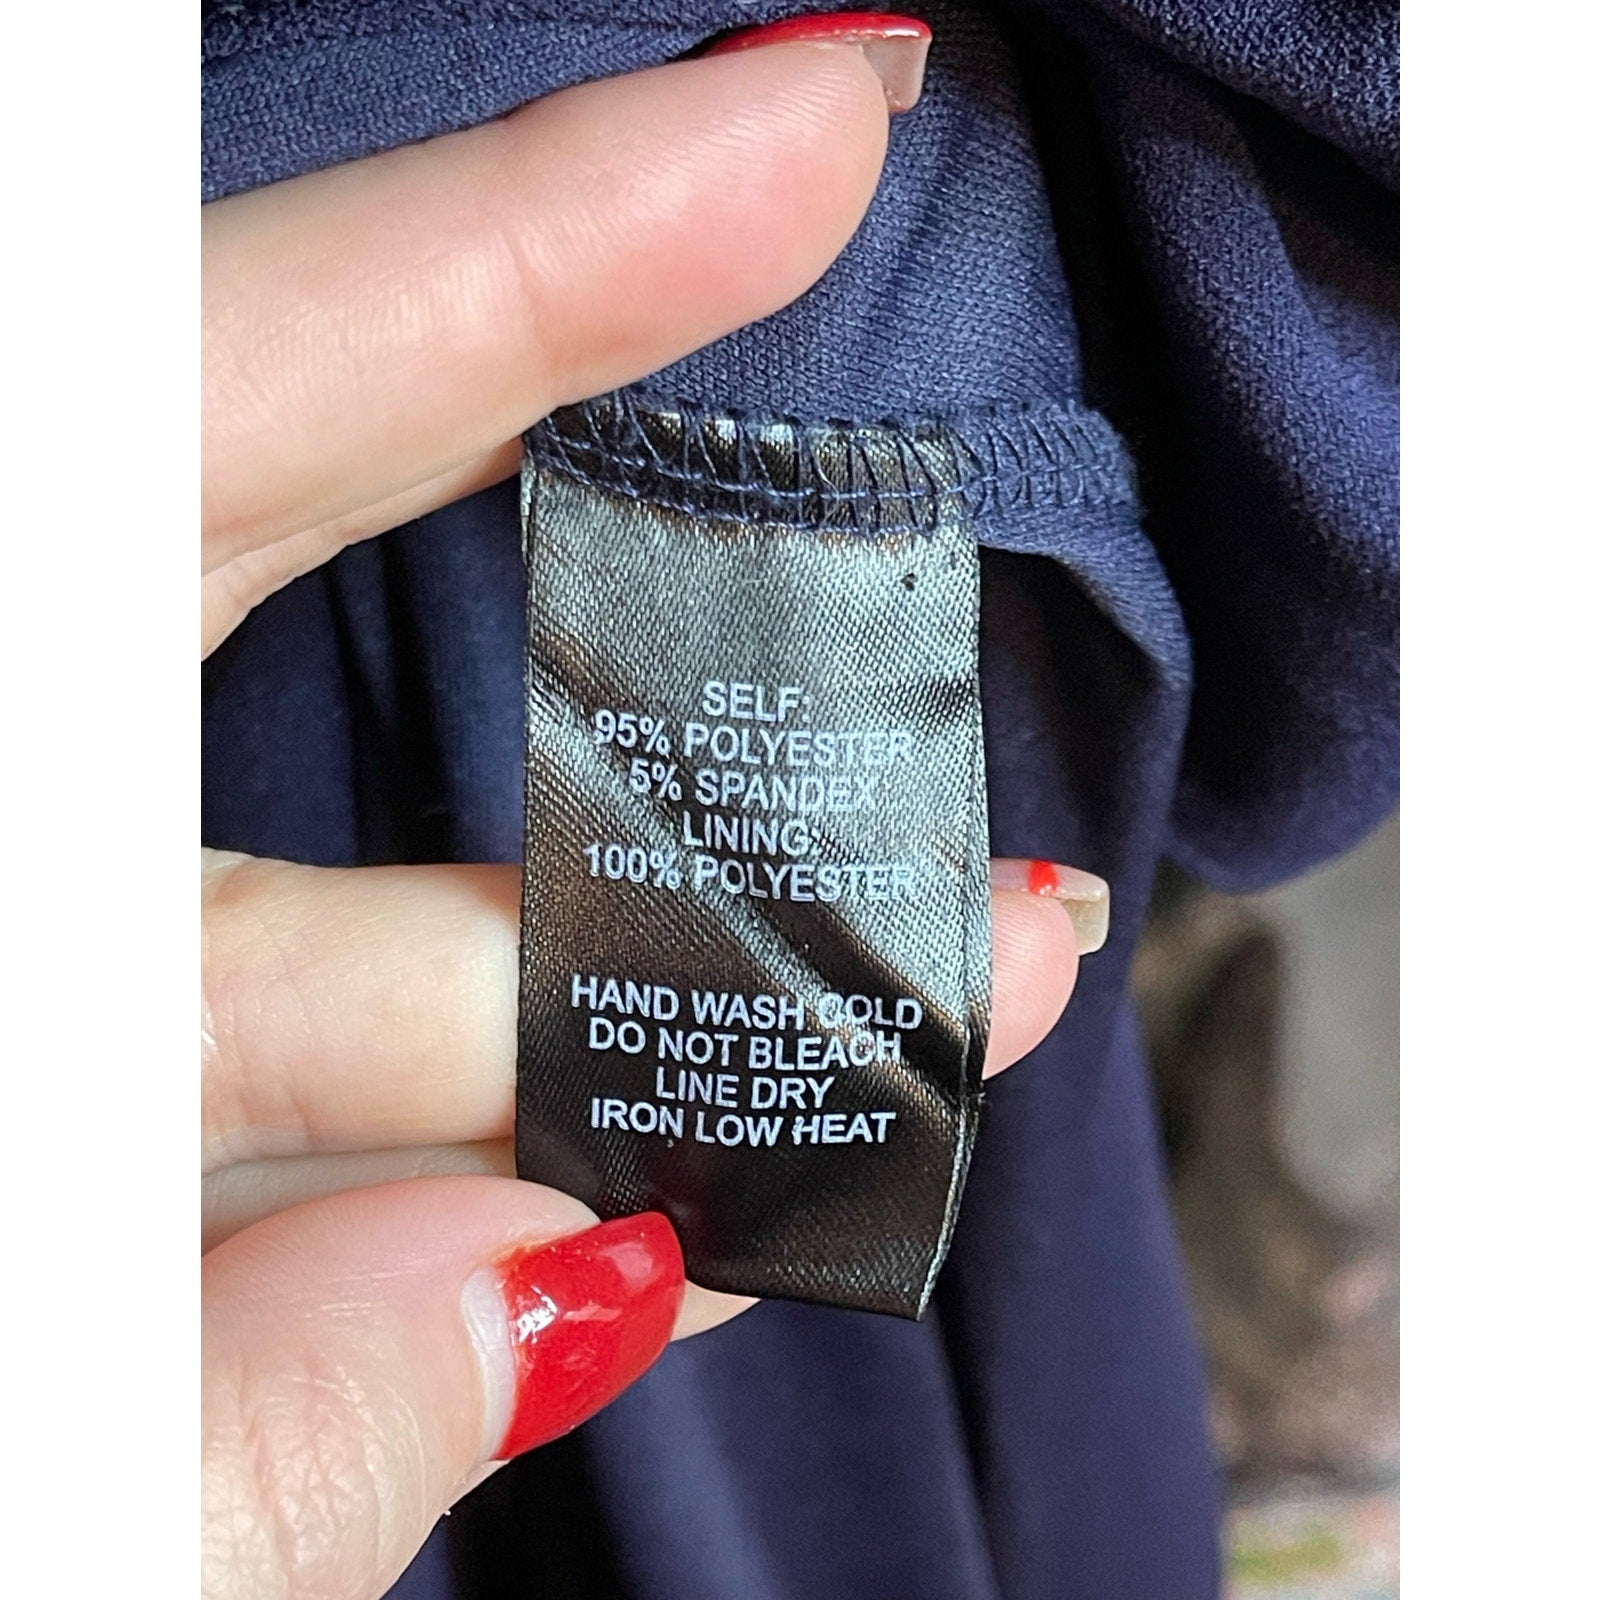 SELF:
95% POLYESTER
5% SPANDEX
LINING:
100% POLYESTER
HAND WASH COLD
DO NOT BLEACH
LINE DRY
IRON LOW HEAT